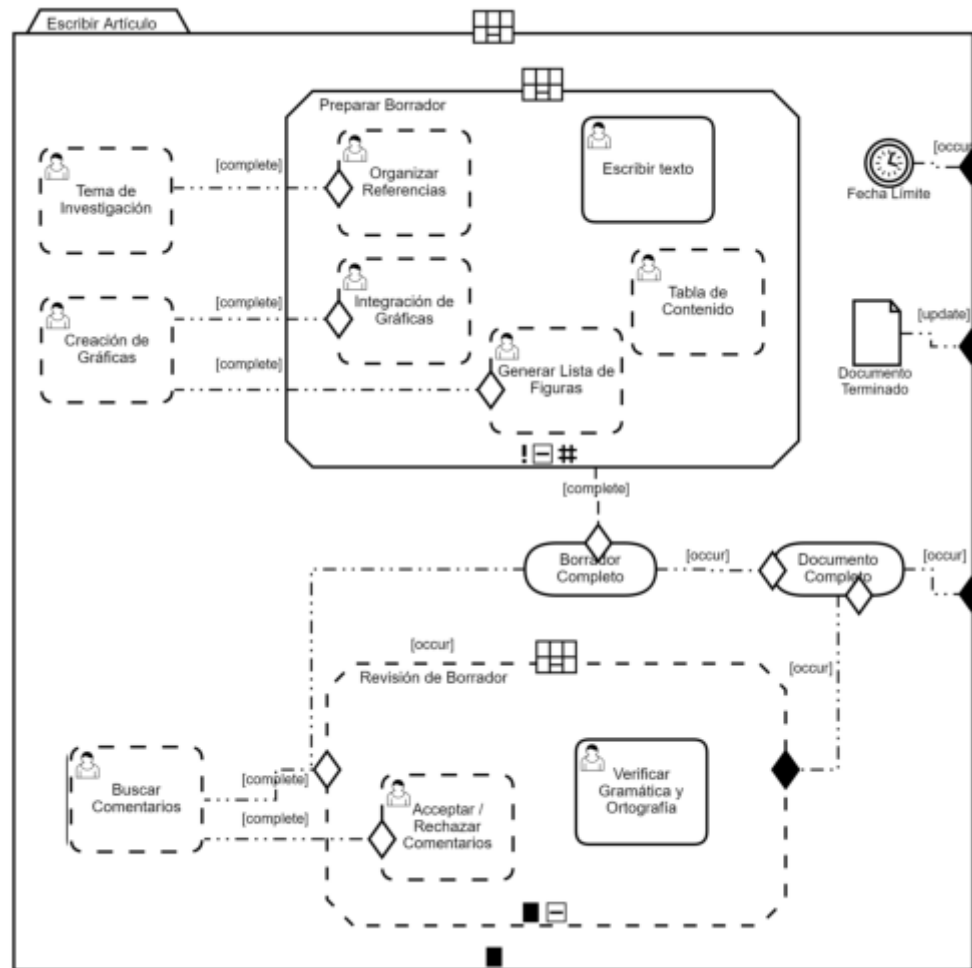 Escribir Artículo
Preparar Borrador
[complete]
Organizar
Referencias
Escribir texto
[occur
Tema de
Investigación
Fecha Límite
[complete]
Integración de
Gráficas
Tabla de
Contenido
Creación de
Gráficas
[complete]
Generar Lista de
Figuras
[update]
Documento
Terminado
! #
[complete]
Borrador
Completo
[occur]
Documento
Completo
[occur]
[occur]
[occur]
Revisión de Borrador
Buscar
Comentarios
[complete]
[complete]
Acceptar /
Rechazar
Comentarios
Verificar
Gramática y
Ortografía